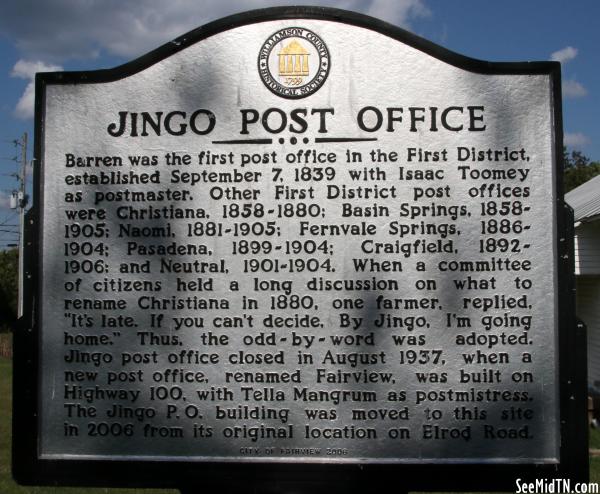 WILLIAMSON COUNTY
1799
HISTORICAL SOCIETY
JINGO POST OFFICE
Barren was the first post office in the First District,
established September 7, 1839 with Isaac Toomey
as postmaster. Other First District post offices
were Christiana, 1858-1880; Basin Springs, 1858-
1905; Naomi, 1881-1905; Fernvale Springs, 1886-
1904; Pasadena, 1899-1904; Craigfield, 1892-
1906; and Neutral, 1901-1904. When a committee
of citizens held a long discussion on what to
rename Christiana in 1880, one farmer, replied,
"It's late. If you can't decide, By Jingo, I'm going
home." Thus, the odd-by-word was adopted.
Jingo post office closed in August 1937, when a
new post office, renamed Fairview, was built on
Highway 100, with Tella Mangrum as postmistress.
The Jingo P.O. building was moved to this site
in 2006 from its original location on Elrod Road.
CITY OF FAIRVIEW 2006
SeeMidTN.com